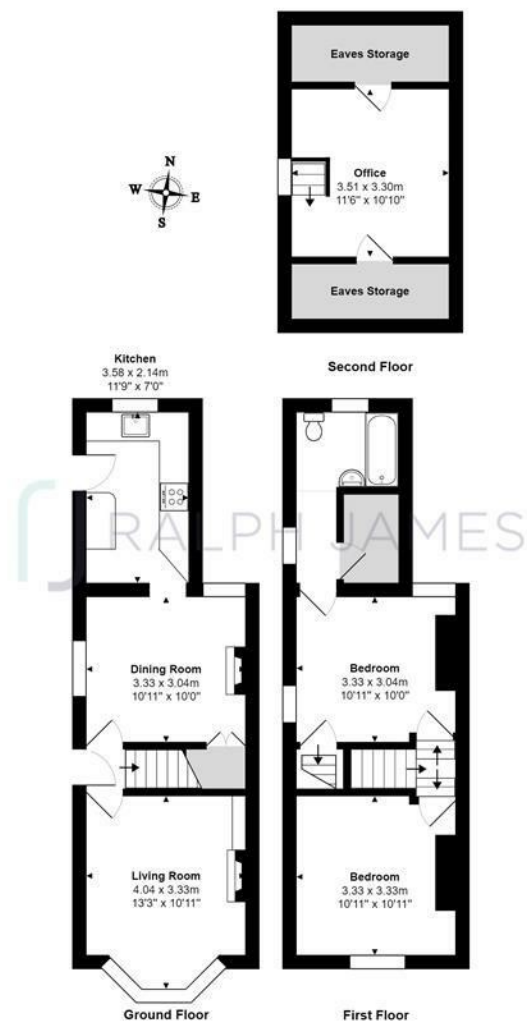 Eaves Storage
Office
3.51 x 3.30m
11'6" x 10'10"
Eaves Storage
Second Floor
N
W E
S
Kitchen
3.58 x 2.14m
11'9" x 7'0"
RALPH JAMES
Dining Room
3.33 x 3.04m
10'11" x 10'0"
Bedroom
3.33 x 3.04m
10'11" x 10'0"
Living Room
4.04 x 3.33m
13'3" x 10'11"
Bedroom
3.33 x 3.33m
10'11" x 10'11"
Ground Floor
First Floor